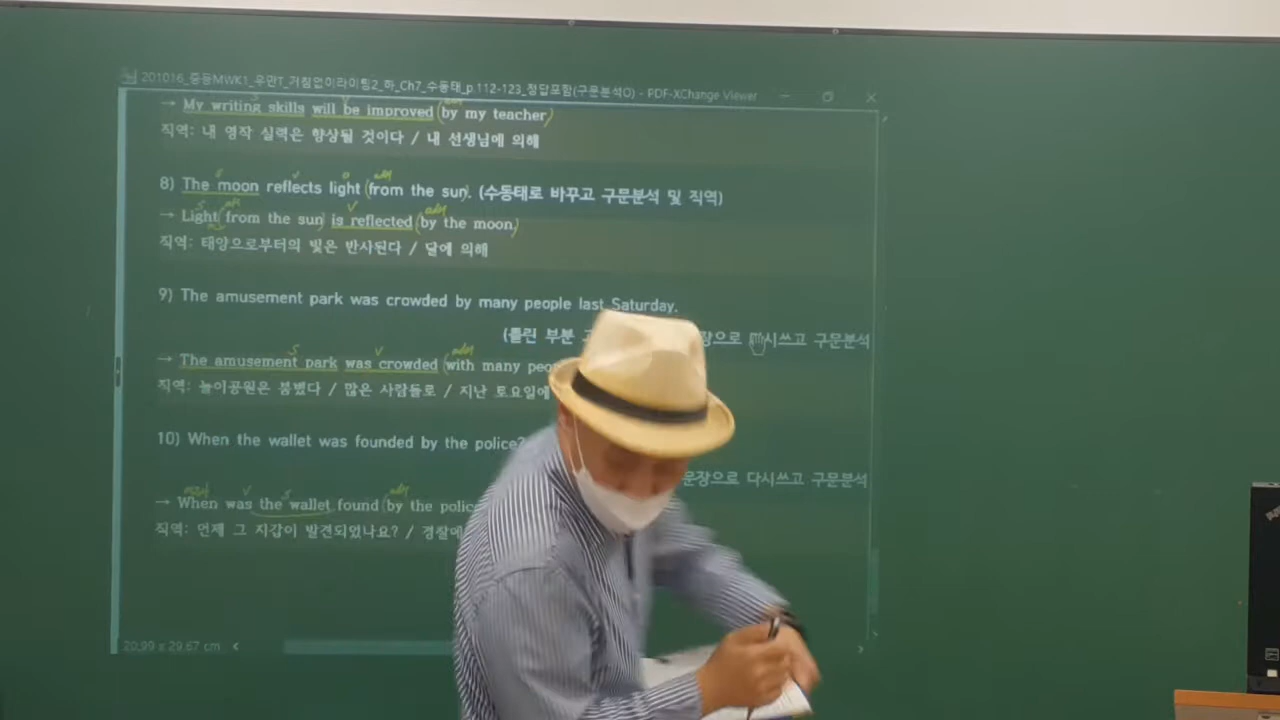 201016_중등MWK1_우만T_거침없이라이팅2_하_Ch7_수동태_p.112-123_정답포함(구문분석O) - PDF-XChange Viewer
→ My writing skills will be improved (by my teacher)
직역: 내 영작 실력은 향상될 것이다 / 내 선생님에 의해
8) The moon reflects light (from the sun). (수동태로 바꾸고 구문분석 및 직역)
→ Light (from the sun) is reflected (by the moon)
직역: 태양으로부터의 빛은 반사된다 / 달에 의해
9) The amusement park was crowded by many people last Saturday.
(틀린 부분 시쓰고 구문분석
→ The amusement park was crowded (with many
직역: 놀이공원은 붐볐다 / 많은 사람들로 / 지난 토요일에
10) When the wallet was founded by the police?
문장으로 다시쓰고 구문분석
→ When was the wallet found (by the
직역: 언제 그 지갑이 발견되었나요? /
20.99 x 29.67 cm